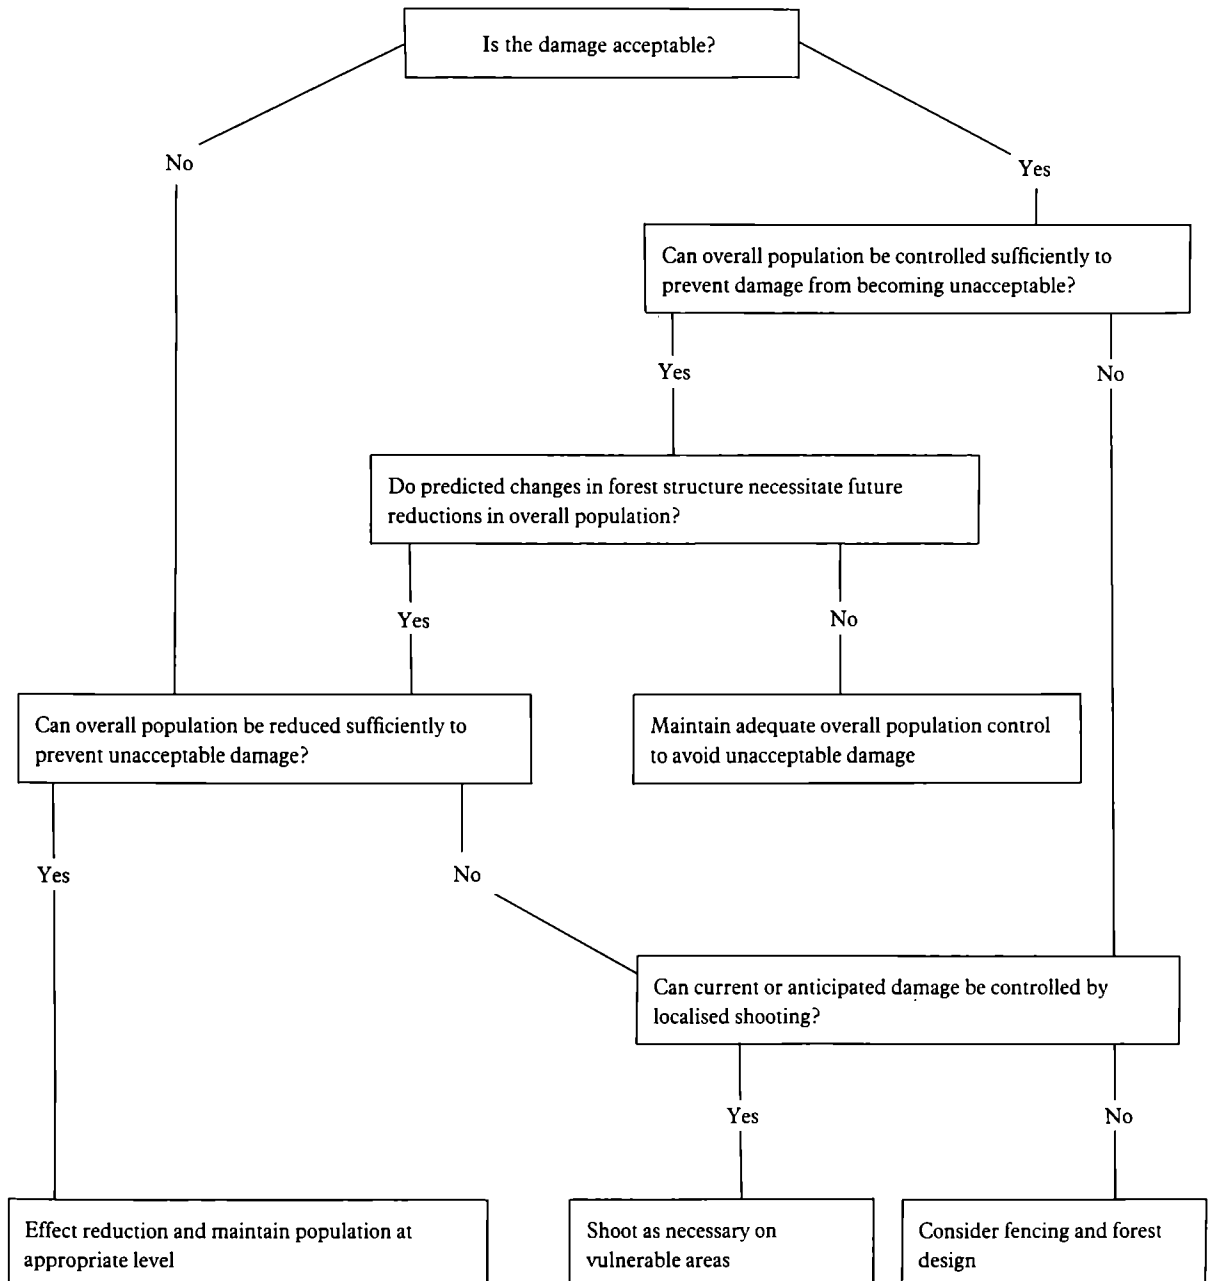 Is the damage acceptable?
No
Yes
Can overall population be controlled sufficiently to
prevent damage from becoming unacceptable?
Yes
No
Do predicted changes in forest structure necessitate future
reductions in overall population?
Yes
No
Can overall population be reduced sufficiently to
prevent unacceptable damage?
Maintain adequate overall population control
to avoid unacceptable damage
Yes
No
Can current or anticipated damage be controlled by
localised shooting?
Yes
No
Effect reduction and maintain population at
appropriate level
Shoot as necessary on
vulnerable areas
Consider fencing and forest
design